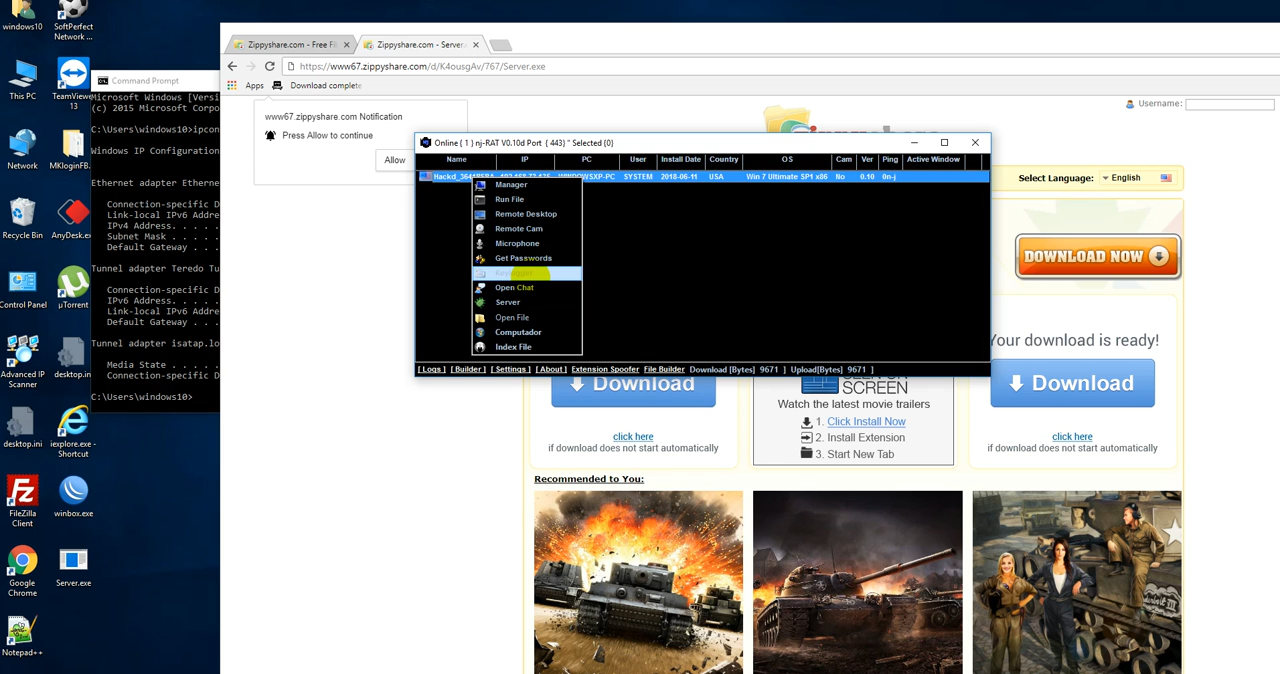 windows10
SoftPerfect
Network ...
This PC
TeamViewer
13
Network
MKloginFB.
Recycle Bin
AnyDesk.ex
Control Panel
µTorrent
Advanced IP
Scanner
desktop.in
desktop.ini
iexplore.exe -
Shortcut
FileZilla
Client
winbox.exe
Google
Chrome
Server.exe
Notepad++
Command Prompt
Microsoft Windows [Versi
(c) 2015 Microsoft Corpo
C:\Users\windows10>ipcon
Windows IP Configuration
Ethernet adapter Etherne
Connection-specific D
Link-local IPv6 Addre
IPv4 Address. . . . .
Subnet Mask . . . . .
Default Gateway . . .
Tunnel adapter Teredo Tu
Connection-specific D
IPv6 Address. . . . .
Link-local IPv6 Addre
Default Gateway . . .
Tunnel adapter isatap.lo
Media State . . . . .
Connection-specific D
C:\Users\windows10>
Zippyshare.com - Free Fi
Zippyshare.com - Server.
https://www67.zippyshare.com/d/K4ousgAv/767/Server.exe
Apps
Download complete
www67.zippyshare.com Notification
Press Allow to continue
Allow
Username:
Select Language:
English
DOWNLOAD NOW
Online { 1 } nj-RAT V0.10d Port { 443} " Selected {0}
Name IP PC User Install Date Country OS Cam Ver Ping Active Window
WINDOWSXP-PC SYSTEM 2018-06-11 USA Win 7 Ultimate SP1 x86 No 0.10 0n-j
Manager
Run File
Remote Desktop
Remote Cam
Microphone
Get Passwords
Open Chat
Server
Open File
Computador
Index File
[ Logs ] [ Builder ] [ Settings ] [ About ] Extension Spoofer File Builder Download [Bytes] 9671 ] Upload[Bytes] 9671 ]
Your download is ready!
Download
click here
if download does not start automatically
SCREEN
Watch the latest movie trailers
1. Click Install Now
2. Install Extension
3. Start New Tab
Download
click here
if download does not start automatically
Recommended to You: